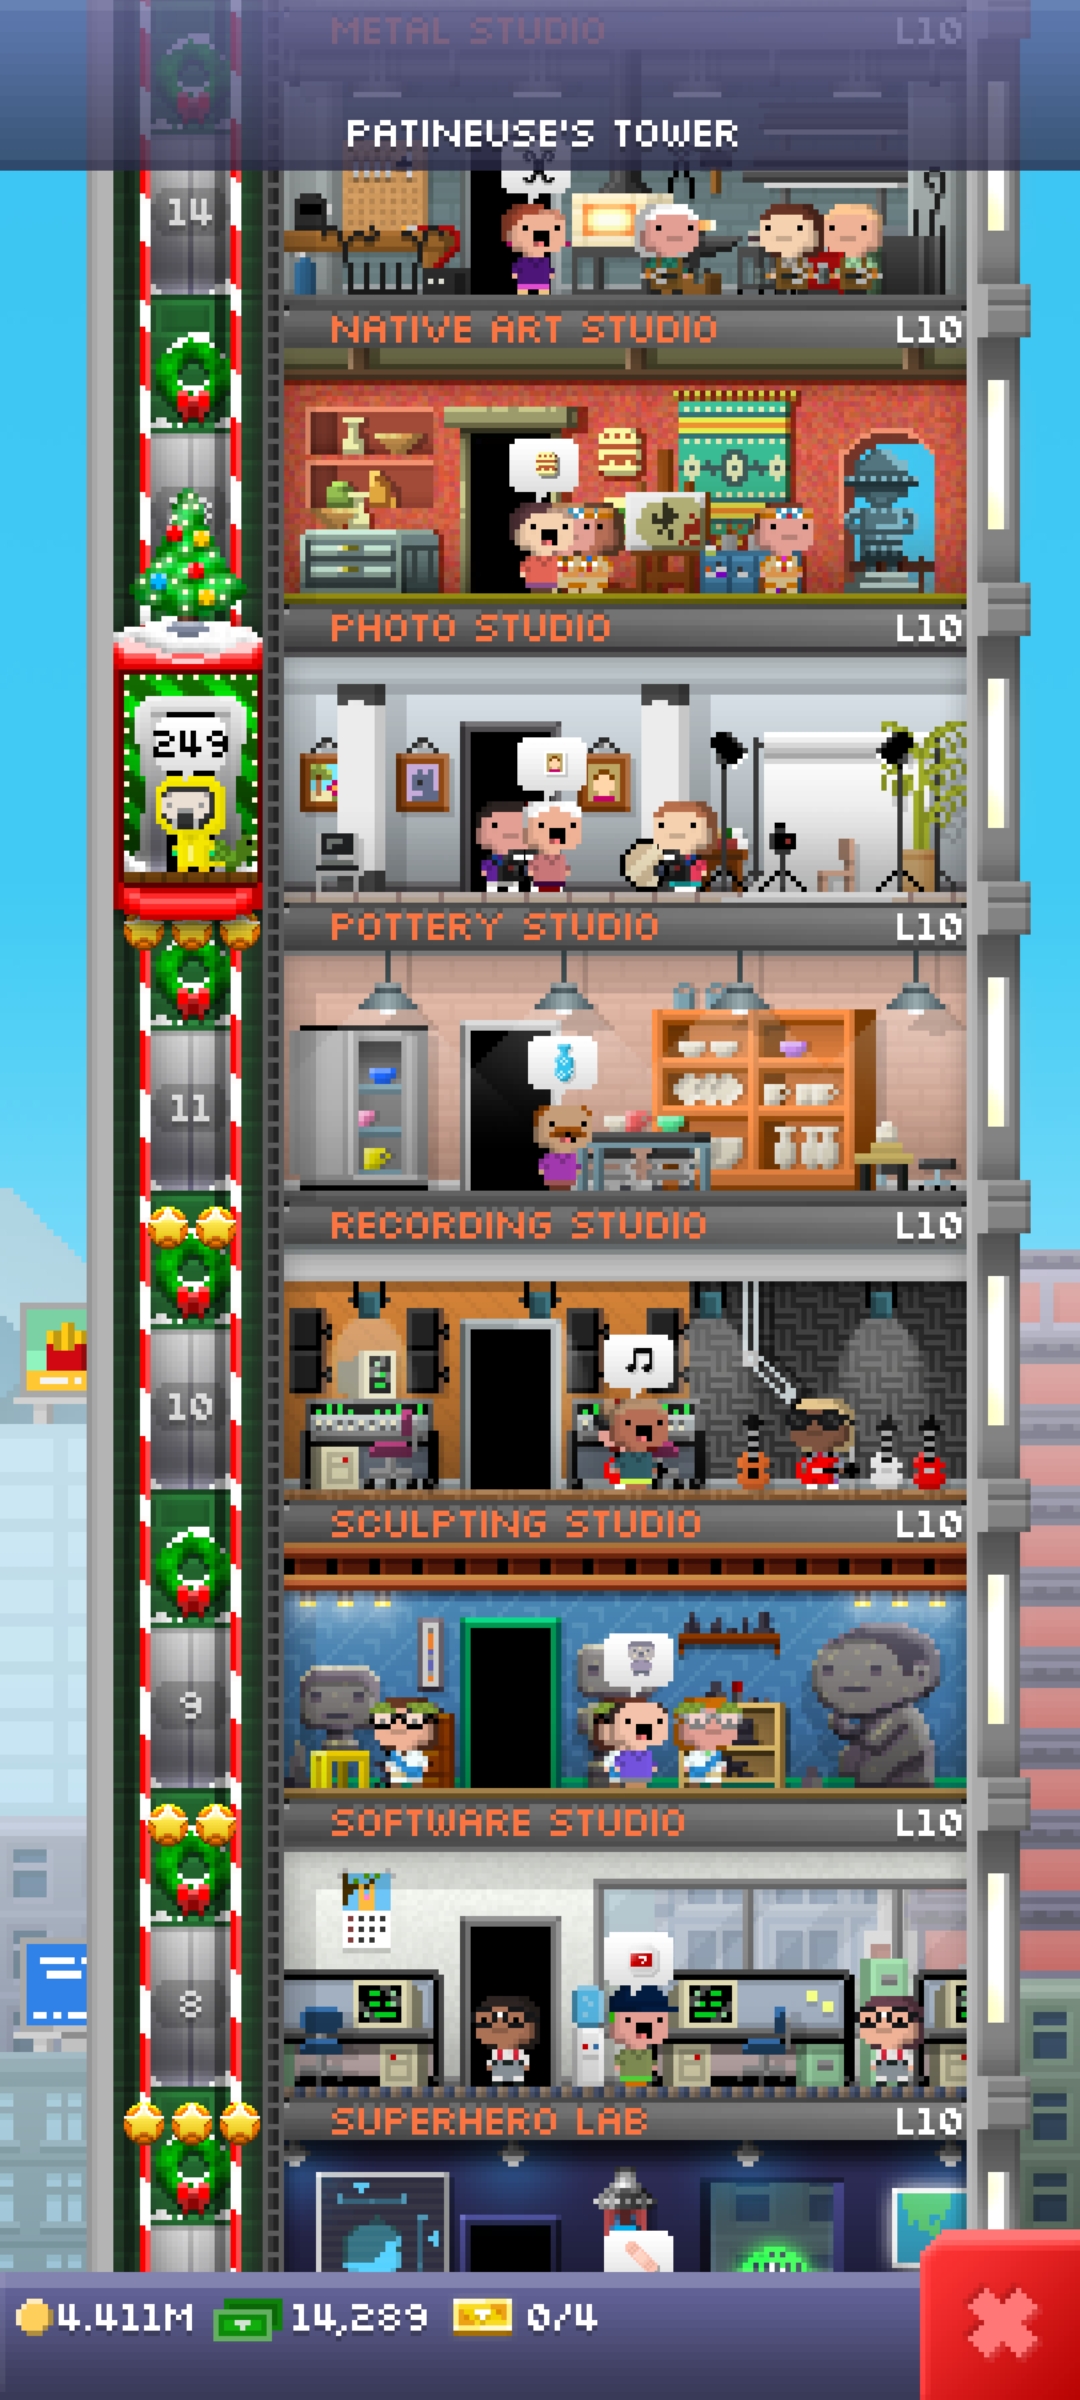 METAL STUDIO L10
PATINEUSE'S TOWER
14
NATIVE ART STUDIO L10
PHOTO STUDIO L10
249
POTTERY STUDIO L10
11
RECORDING STUDIO L10
10
SCULPTING STUDIO L10
9
SOFTWARE STUDIO L10
8
SUPERHERO LAB L10
4.411M 14,289 0/4